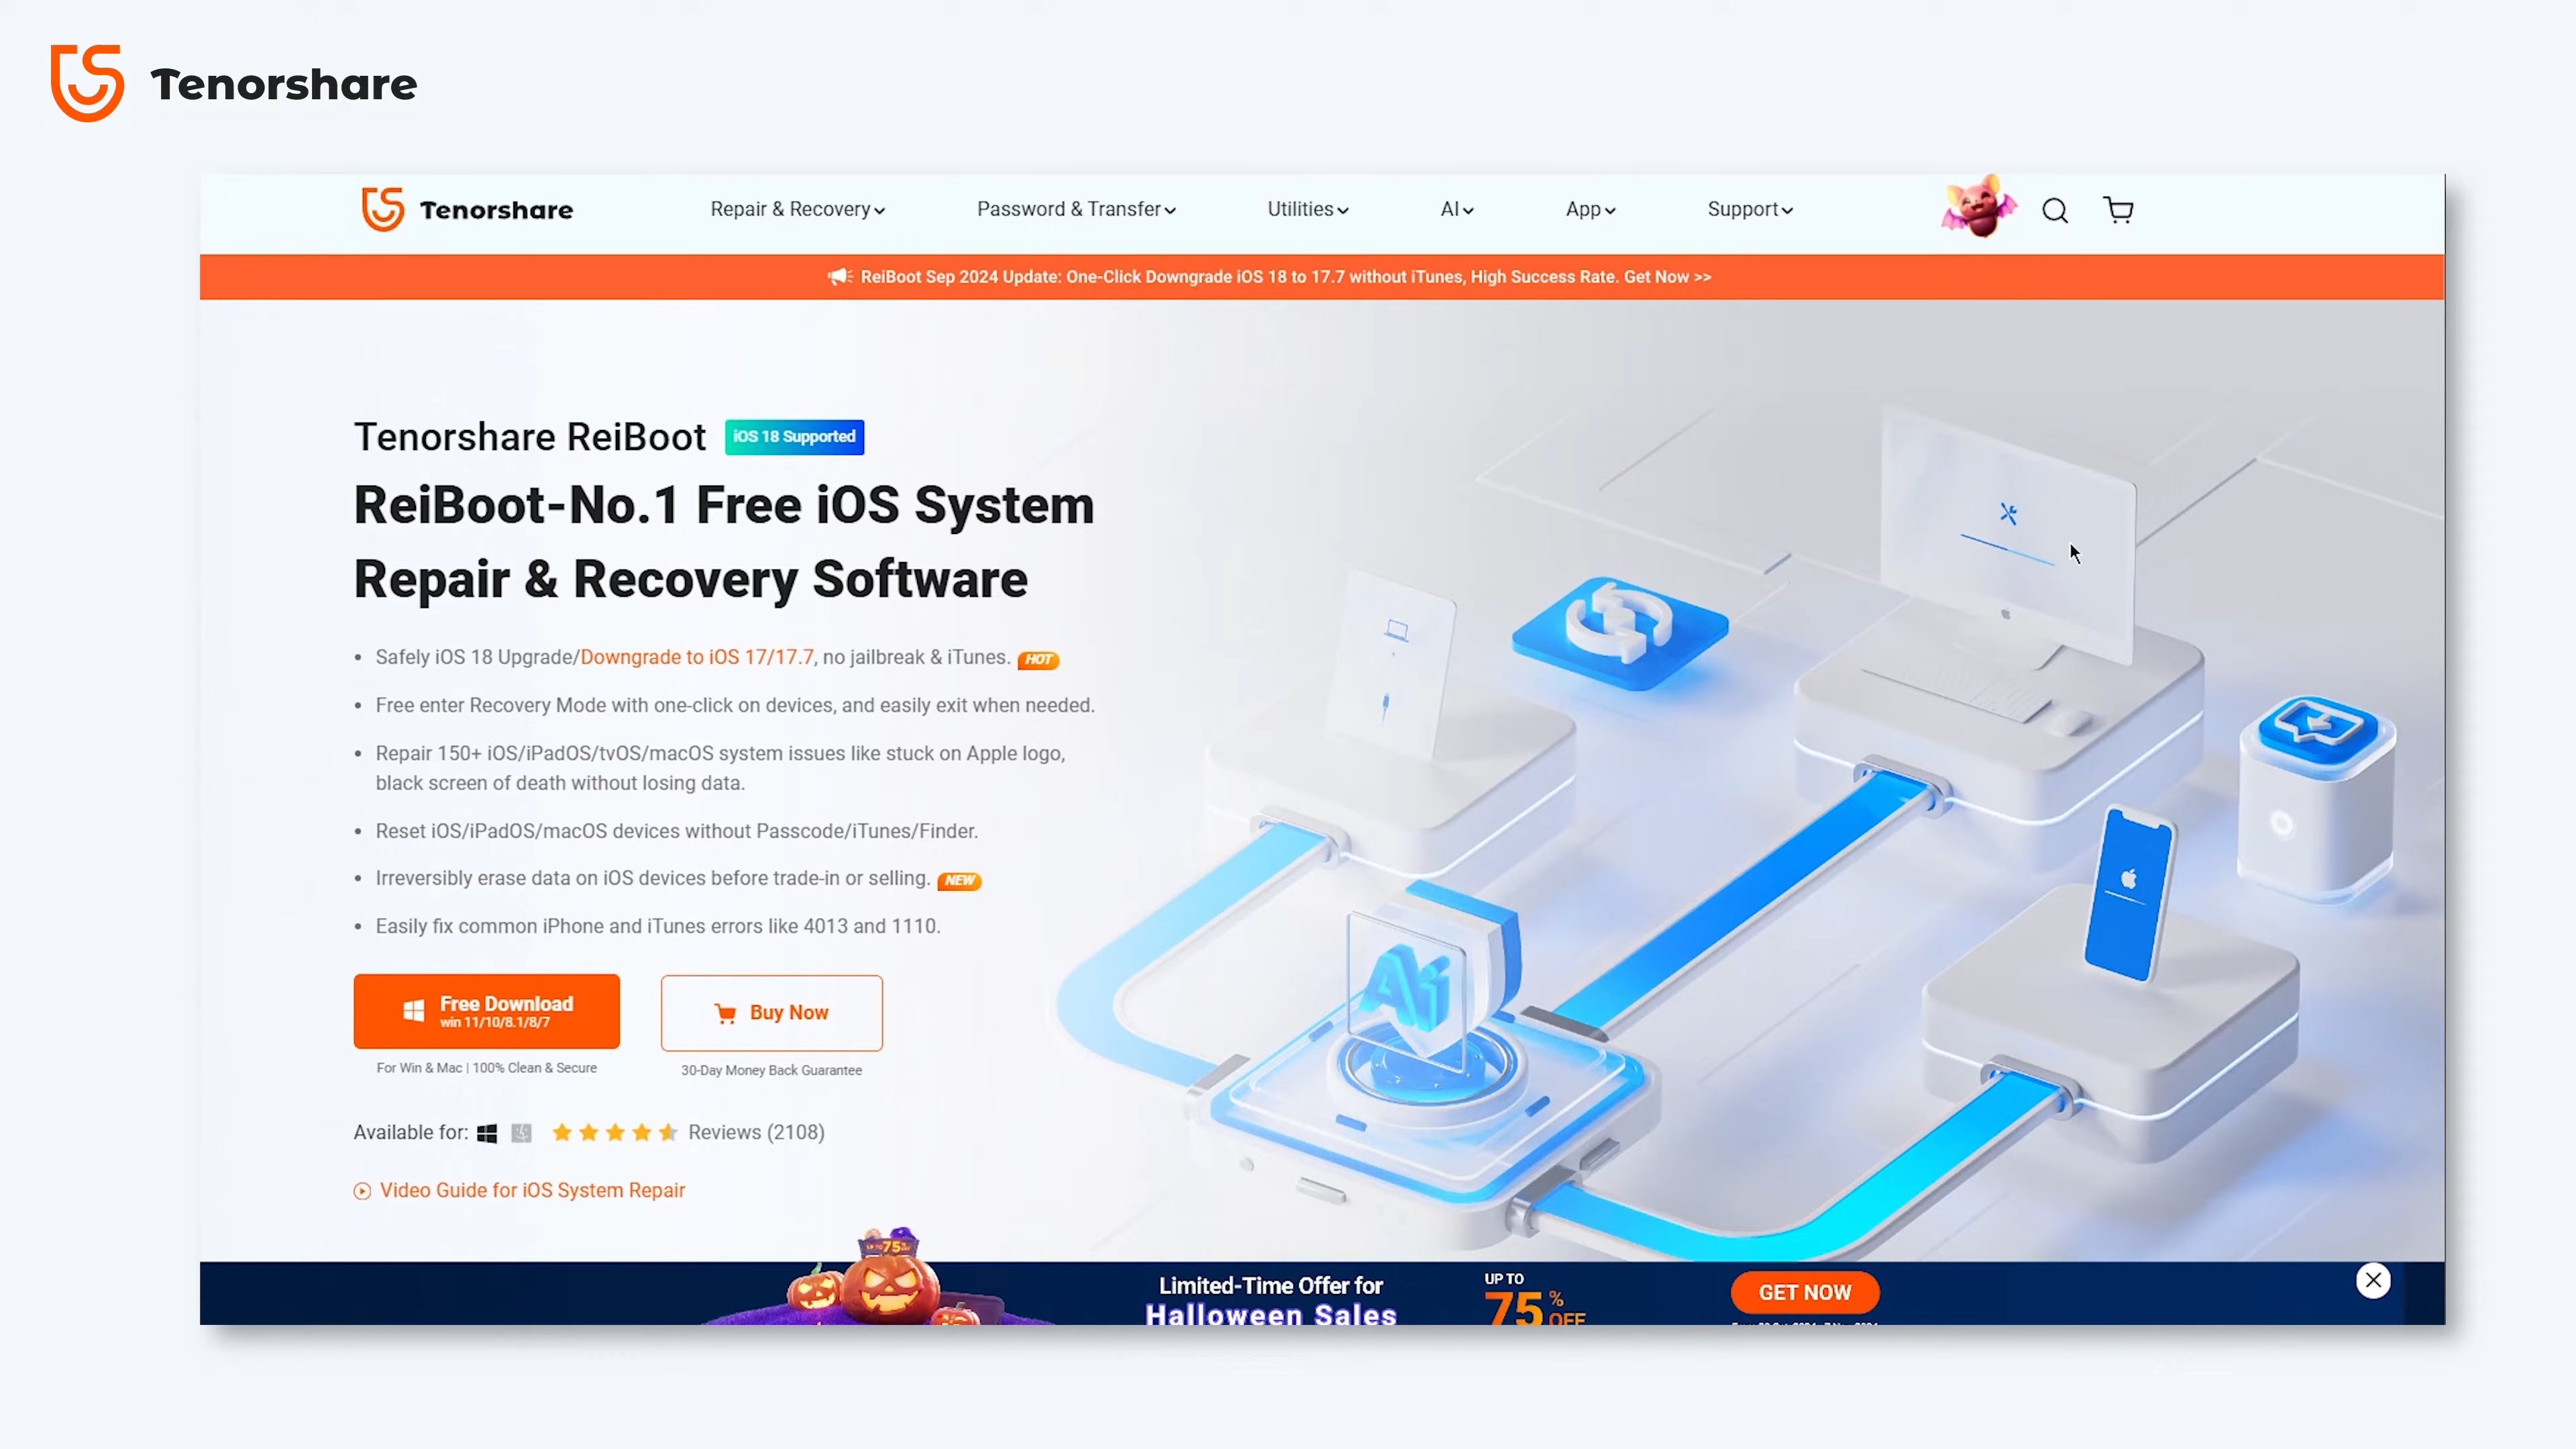 Tenorshare
Tenorshare
Repair & Recovery
Password & Transfer
Utilities
AI
App
Support
ReiBoot Sep 2024 Update: One-Click Downgrade iOS 18 to 17.7 without iTunes, High Success Rate. Get Now >>
Tenorshare ReiBoot
iOS 18 Supported
ReiBoot-No.1 Free iOS System
Repair & Recovery Software
• Safely iOS 18 Upgrade/Downgrade to iOS 17/17.7, no jailbreak & iTunes. HOT
• Free enter Recovery Mode with one-click on devices, and easily exit when needed.
• Repair 150+ iOS/iPadOS/tvOS/macOS system issues like stuck on Apple logo,
black screen of death without losing data.
• Reset iOS/iPadOS/macOS devices without Passcode/iTunes/Finder.
• Irreversibly erase data on iOS devices before trade-in or selling. NEW
• Easily fix common iPhone and iTunes errors like 4013 and 1110.
Free Download
win 11/10/8.1/8/7
Buy Now
For Win & Mac | 100% Clean & Secure
30-Day Money Back Guarantee
Available for:
Reviews (2108)
Video Guide for iOS System Repair
Ai
UP TO 75%
Limited-Time Offer for
Halloween Sales
UP TO
75% OFF
GET NOW